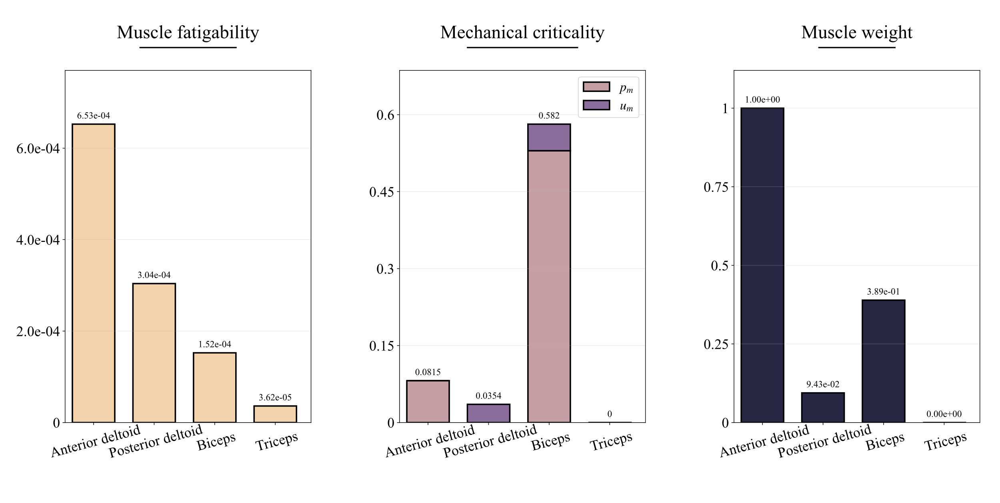 Muscle fatigability
6.0e-04
4.0e-04
2.0e-04
0
6.53e-04
3.04e-04
1.52e-04
3.62e-05
Anterior deltoid
Posterior deltoid
Biceps
Triceps
Mechanical criticality
p_m
u_m
0.6
0.45
0.3
0.15
0
0.0815
0.0354
0.582
0
Anterior deltoid
Posterior deltoid
Biceps
Triceps
Muscle weight
1
0.75
0.5
0.25
0
1.00e+00
9.43e-02
3.89e-01
0.00e+00
Anterior deltoid
Posterior deltoid
Biceps
Triceps